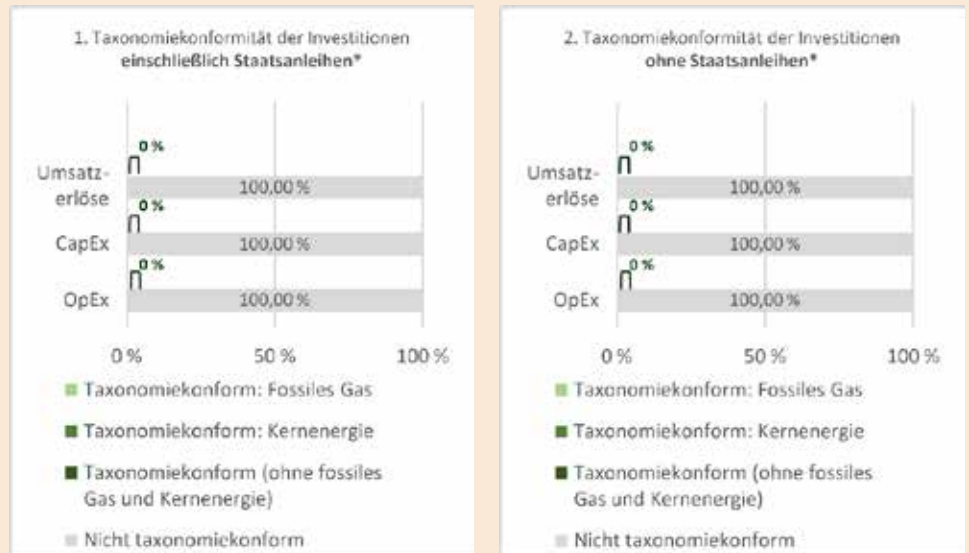 1. Taxonomiekonformität der Investitionen
einschließlich Staatsanleihen*
0 %
Umsatz-
erlöse
100,00 %
0 %
CapEx
100,00 %
0 %
OpEx
100,00 %
0 %
50 %
100 %
Taxonomiekonform: Fossiles Gas
Taxonomiekonform: Kernenergie
Taxonomiekonform (ohne fossiles
Gas und Kernenergie)
Nicht taxonomiekonform
2. Taxonomiekonformität der Investitionen
ohne Staatsanleihen*
0 %
Umsatz-
erlöse
100,00 %
0 %
CapEx
100,00 %
0 %
OpEx
100,00 %
0 %
50 %
100 %
Taxonomiekonform: Fossiles Gas
Taxonomiekonform: Kernenergie
Taxonomiekonform (ohne fossiles
Gas und Kernenergie)
Nicht taxonomiekonform